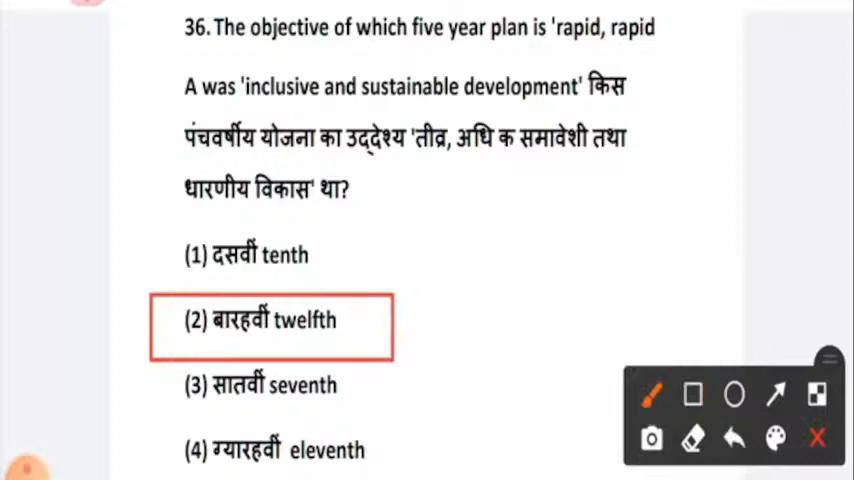 36. The objective of which five year plan is 'rapid, rapid
A was 'inclusive and sustainable development' किस
पंचवर्षीय योजना का उद्देश्य 'तीव्र, अधि क समावेशी तथा
धारणीय विकास' था?
(1) दसवीं tenth
(2) बारहवीं twelfth
(3) सातवीं seventh
(4) ग्यारहवीं eleventh